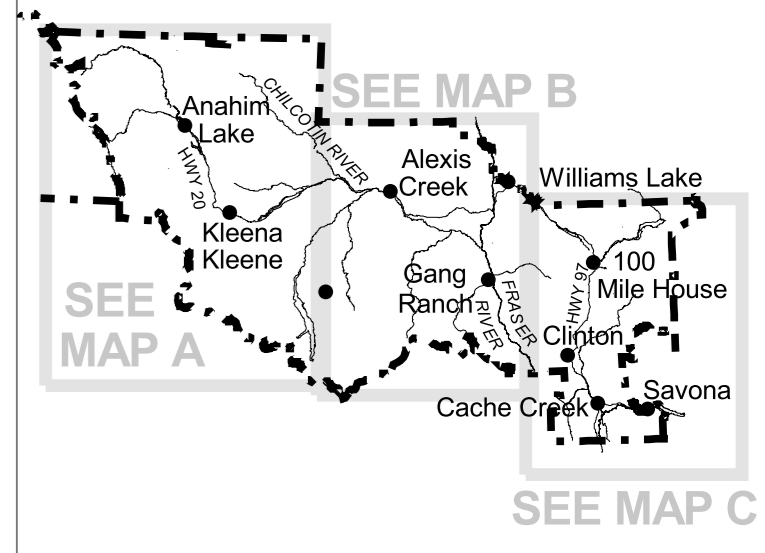 SEE MAP B
CHILCOTIN RIVER
Anahim
Lake
HWY 20
Alexis
Creek
Williams Lake
Kleena
Kleene
Gang
Ranch
FRASER
RIVER
HWY 97
100
Mile House
SEE
MAP A
Clinton
Savona
Cache Creek
SEE MAP C